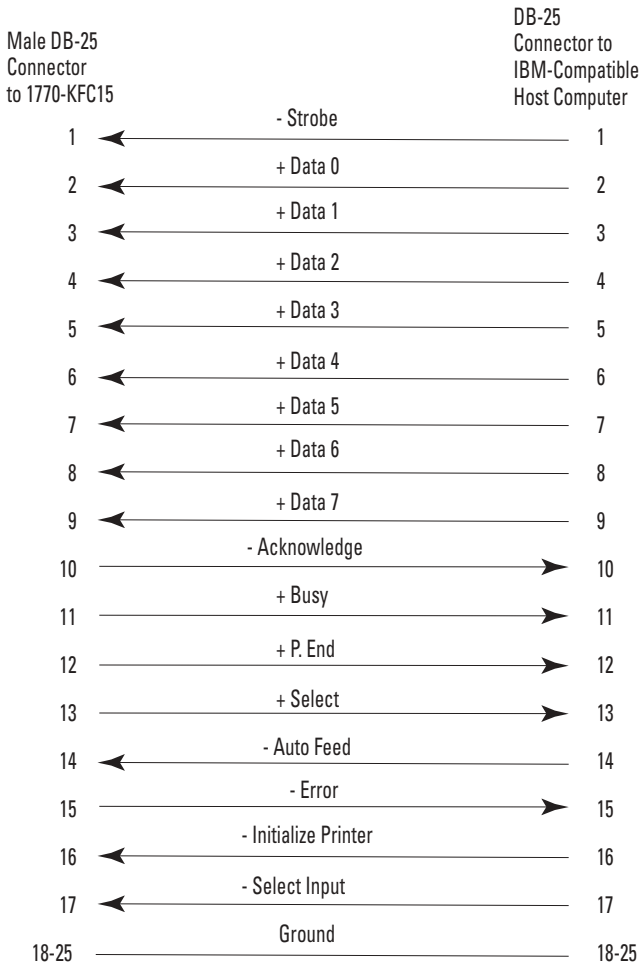 Male DB-25
Connector
to 1770-KFC15
DB-25
Connector to
IBM-Compatible
Host Computer
1 - Strobe 1
2 + Data 0 2
3 + Data 1 3
4 + Data 2 4
5 + Data 3 5
6 + Data 4 6
7 + Data 5 7
8 + Data 6 8
9 + Data 7 9
10 - Acknowledge 10
11 + Busy 11
12 + P. End 12
13 + Select 13
14 - Auto Feed 14
15 - Error 15
16 - Initialize Printer 16
17 - Select Input 17
18-25 Ground 18-25